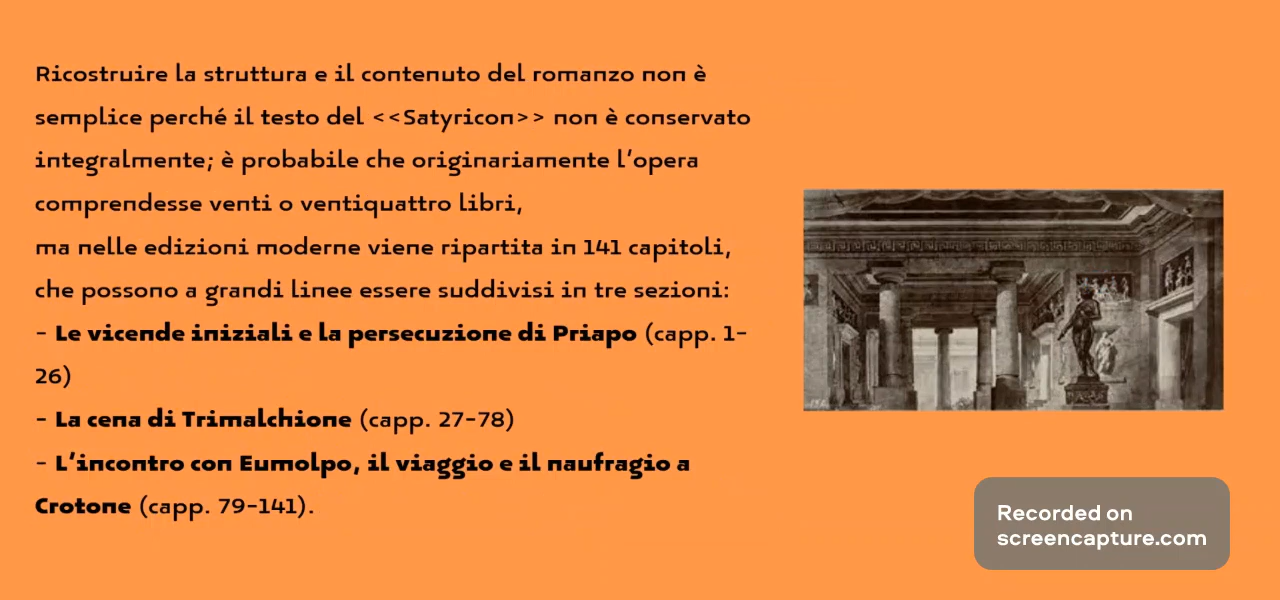 Ricostruire la struttura e il contenuto del romanzo non è
semplice perché il testo del <<Satyricon>> non è conservato
integralmente; è probabile che originariamente l'opera
comprendesse venti o ventiquattro libri,
ma nelle edizioni moderne viene ripartita in 141 capitoli,
che possono a grandi linee essere suddivisi in tre sezioni:
- Le vicende iniziali e la persecuzione di Priapo (capp. 1-
26)
- La cena di Trimalchione (capp. 27-78)
- L'incontro con Eumolpo, il viaggio e il naufragio a
Crotone (capp. 79-141).
Recorded on
screencapture.com